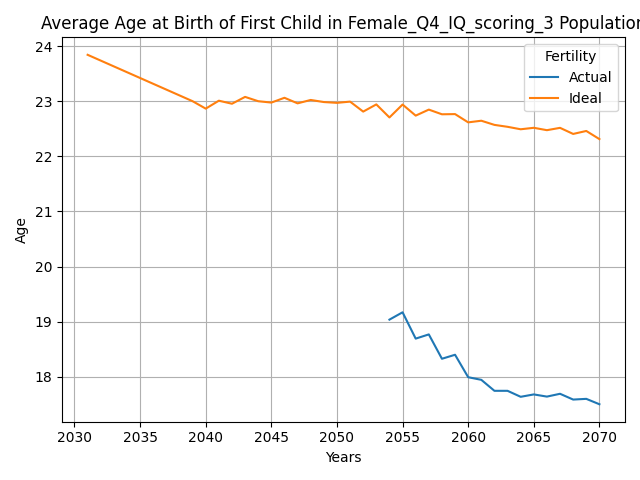 Average Age at Birth of First Child in Female_Q4_IQ_scoring_3 Population
24
23
22
21
20
19
18
Age
Fertility
Actual
Ideal
2030 2035 2040 2045 2050 2055 2060 2065 2070
Years